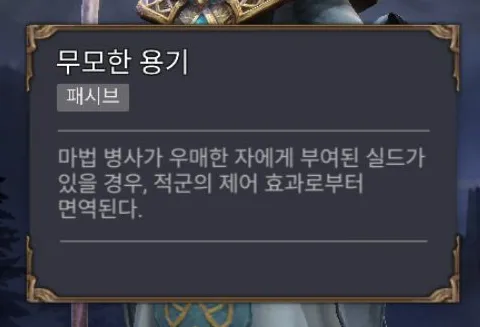 무모한 용기
패시브
마법 병사가 우매한 자에게 부여된 실드가
있을 경우, 적군의 제어 효과로부터
면역된다.